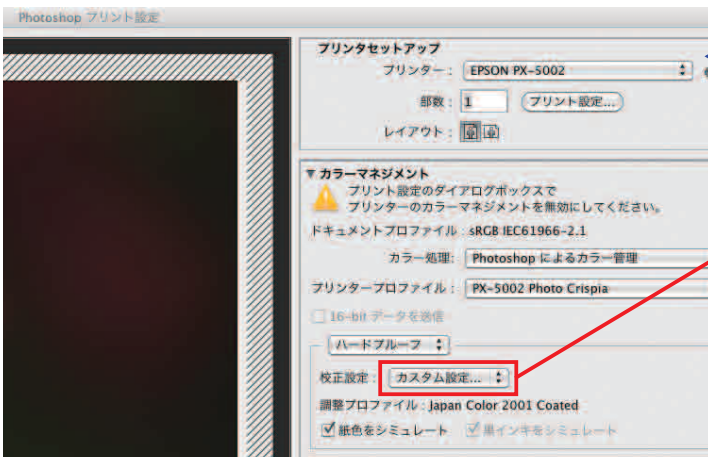 Photoshop プリント設定
プリンタセットアップ
プリンター： EPSON PX-5002
部数： 1 プリント設定...
レイアウト：
▼ カラーマネジメント
プリント設定のダイアログボックスで
プリンターのカラーマネジメントを無効にしてください。
ドキュメントプロファイル：sRGB IEC61966-2.1
カラー処理： Photoshop によるカラー管理
プリンタープロファイル： PX-5002 Photo Crispia
16-bit データを送信
ハードプルーフ
校正設定： カスタム設定...
調整プロファイル：Japan Color 2001 Coated
紙色をシミュレート 黒インキをシミュレート